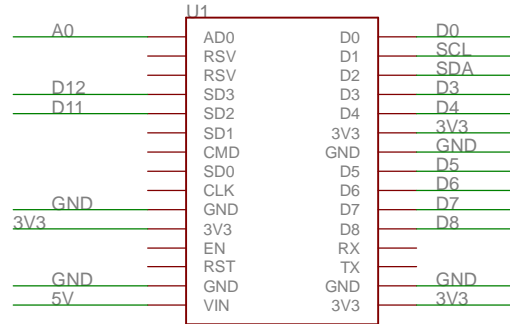 U1
A0 AD0 D0 D0
RSV D1 SCL
RSV D2 SDA
D12 SD3 D3 D3
D11 SD2 D4 D4
SD1 3V3 3V3
CMD GND GND
SD0 D5 D5
CLK D6 D6
GND GND D7 D7
3V3 3V3 D8 D8
EN RX
RST TX
GND GND GND GND
5V VIN 3V3 3V3